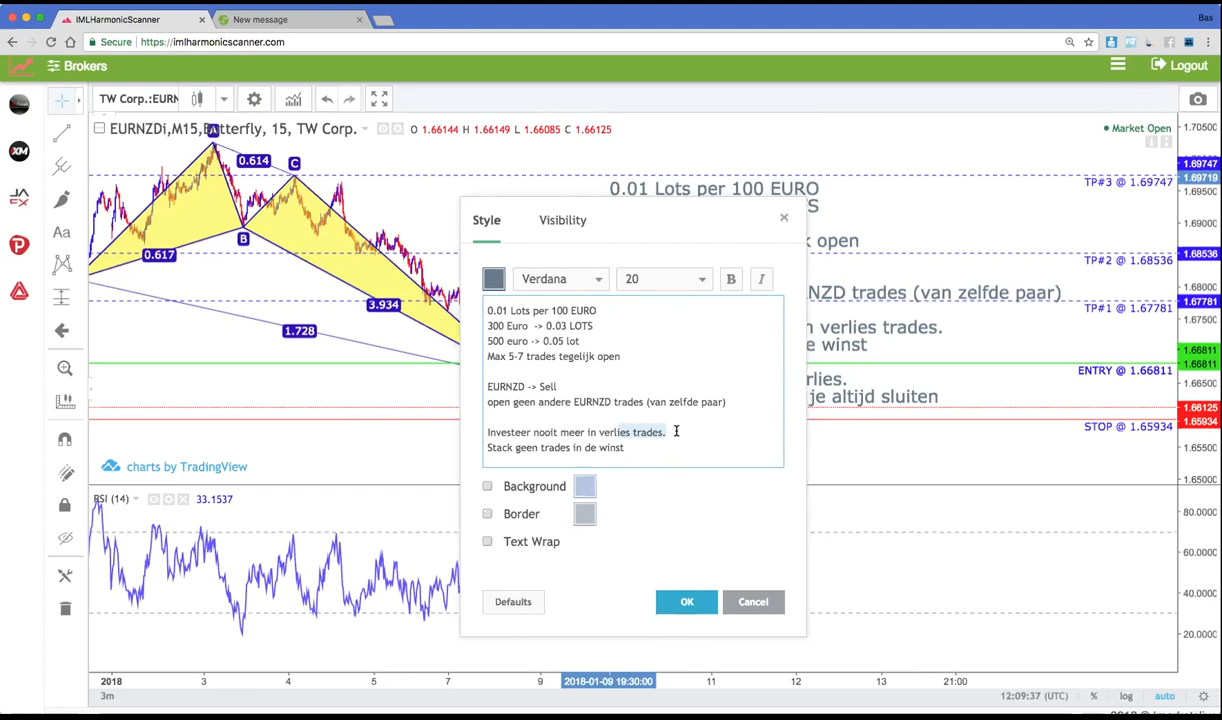 IMLHarmonicScanner
New message
Bas
Secure
https://imlharmonicscanner.com
Brokers
Logout
TW Corp.:EURN
EURNZDi,M15,Butterfly, 15, TW Corp.
O 1.66144 H 1.66149 L 1.66085 C 1.66125
Market Open
1.70500
A
0.614
C
0.01 Lots per 100 EURO
TS
1.69747
TP#3 @ 1.69747
1.69719
1.69500
XM
1.69000
B
Style
Visibility
k open
0.617
1.68536
TP#2 @ 1.68536
Aa
Verdana
20
B
I
1.68000
NZD trades (van zelfde paar)
3.934
1.67781
TP#1 @ 1.67781
0.01 Lots per 100 EURO
300 Euro -> 0.03 LOTS
500 euro -> 0.05 lot
Max 5-7 trades tegelijk open
1.728
n verlies trades.
e winst
1.67500
1.66811
1.66811
ENTRY @ 1.66811
EURNZD -> Sell
open geen andere EURNZD trades (van zelfde paar)
rlies.
je altijd sluiten
1.66500
1.66125
1.65934
STOP @ 1.65934
Investeer nooit meer in verlies trades.
Stack geen trades in de winst
charts by TradingView
1.65500
1.65000
Background
Border
Text Wrap
RSI (14)
33.1537
80.0000
60.0000
40.0000
20.0000
Defaults
OK
Cancel
2018
3
4
5
7
9
2018-01-09 19:30:00
11
12
13
21:00
3m
12:09:37 (UTC)
%
log
auto